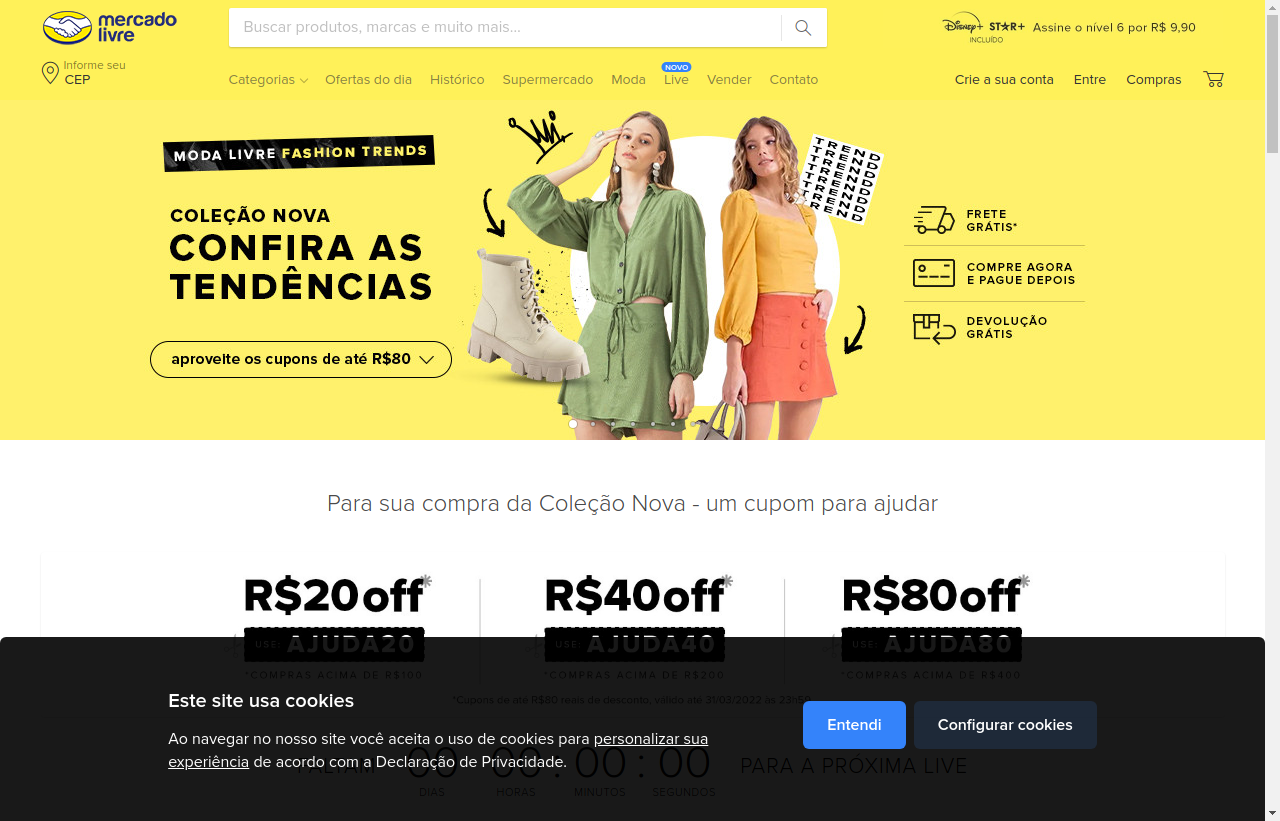 mercado
livre
Buscar produtos, marcas e muito mais...
Disney+ STAR+
INCLUÍDO
Assine o nível 6 por R$ 9,90
Informe seu
CEP
Categorias
Ofertas do dia
Histórico
Supermercado
Moda
NOVO
Live
Vender
Contato
Crie a sua conta
Entre
Compras
MODA LIVRE FASHION TRENDS
COLEÇÃO NOVA
CONFIRA AS
TENDÊNCIAS
aproveite os cupons de até R$80
TREND
TREND
TREND
TREND
TREND
TREND
TREND
FRETE
GRÁTIS*
COMPRE AGORA
E PAGUE DEPOIS
DEVOLUÇÃO
GRÁTIS
Para sua compra da Coleção Nova - um cupom para ajudar
R$20off*
USE: AJUDA20
*COMPRAS ACIMA DE R$100
R$40off*
USE: AJUDA40
*COMPRAS ACIMA DE R$200
R$80off*
USE: AJUDA80
*COMPRAS ACIMA DE R$400
*Cupons de até R$80 reais de desconto, válido até 31/03/2022 às 23h59
Este site usa cookies
Ao navegar no nosso site você aceita o uso de cookies para personalizar sua
experiência de acordo com a Declaração de Privacidade.
Entendi
Configurar cookies
FALTAM 00 : 00 : 00 : 00 PARA A PRÓXIMA LIVE
DIAS HORAS MINUTOS SEGUNDOS